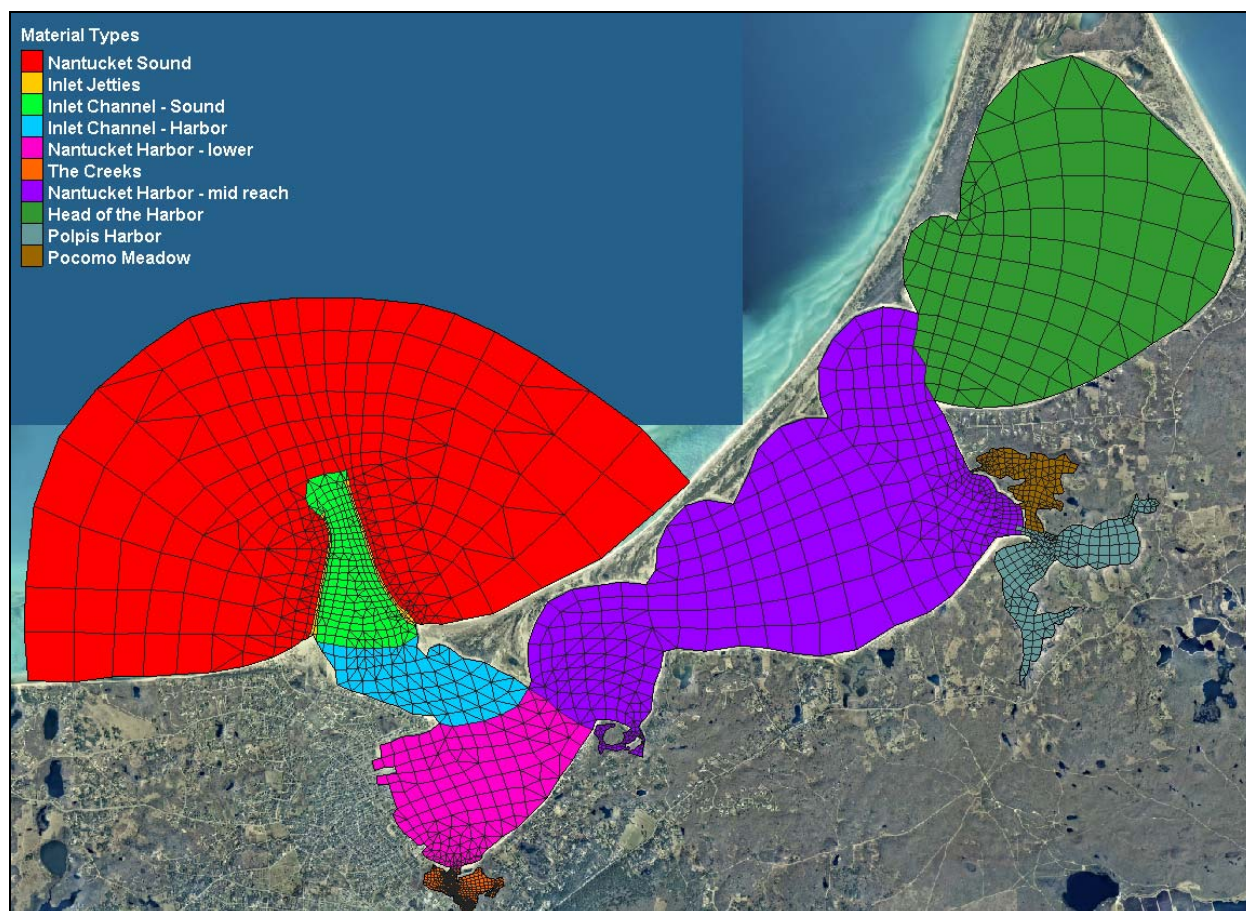 Material Types
Nantucket Sound
Inlet Jetties
Inlet Channel - Sound
Inlet Channel - Harbor
Nantucket Harbor - lower
The Creeks
Nantucket Harbor - mid reach
Head of the Harbor
Polpis Harbor
Pocomo Meadow